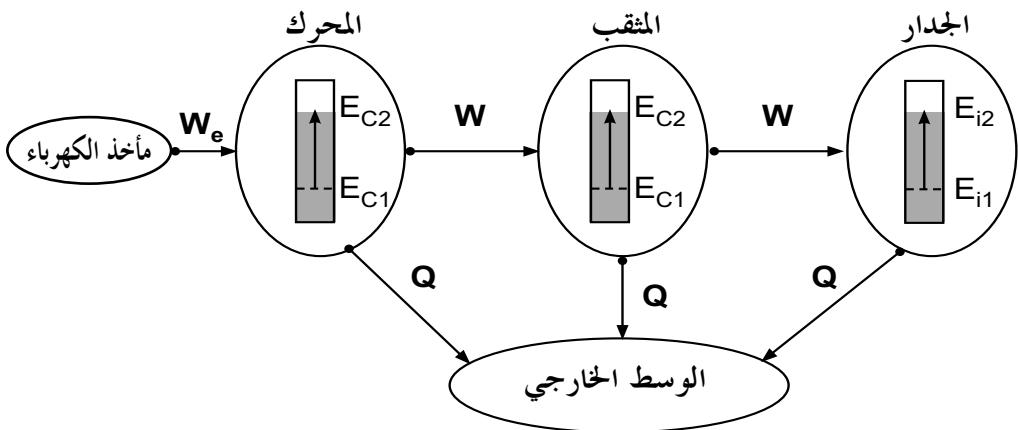 المحرك
المثقب
الجدار
مأخذ الكهرباء
We
EC2
EC1
W
EC2
EC1
W
Ei2
Ei1
Q
Q
Q
الوسط الخارجي